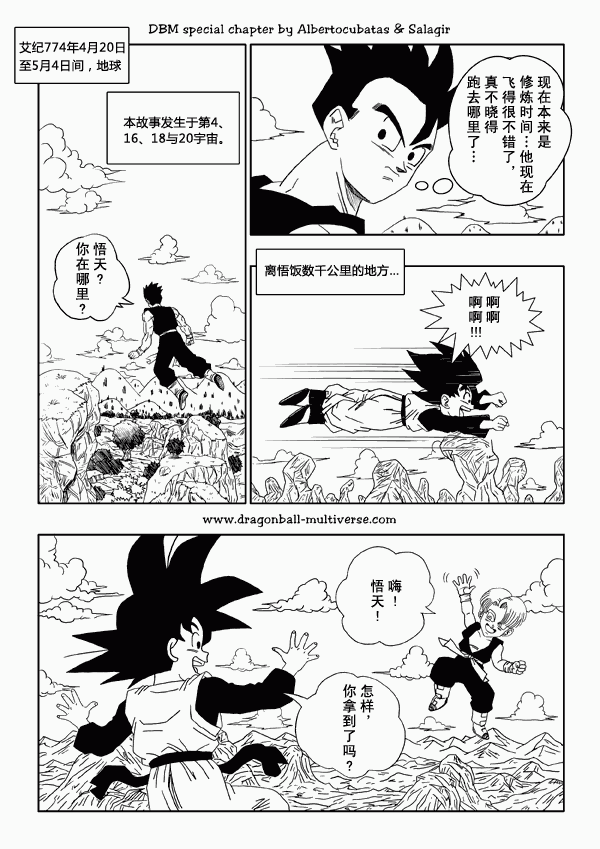 DBM special chapter by Albertocubatas & Salagir
艾纪774年4月20日
至5月4日间，地球
本故事发生于第4、
16、18与20宇宙。
悟天？
你在哪里？
现在本来是
修炼时间…他现在
飞得很不错了，
真不晓得
跑去哪里了…
离悟饭数千公里的地方...
啊啊
啊啊
!!!
www.dragonball-multiverse.com
嗨！
悟天！
怎样，
你拿到了吗？